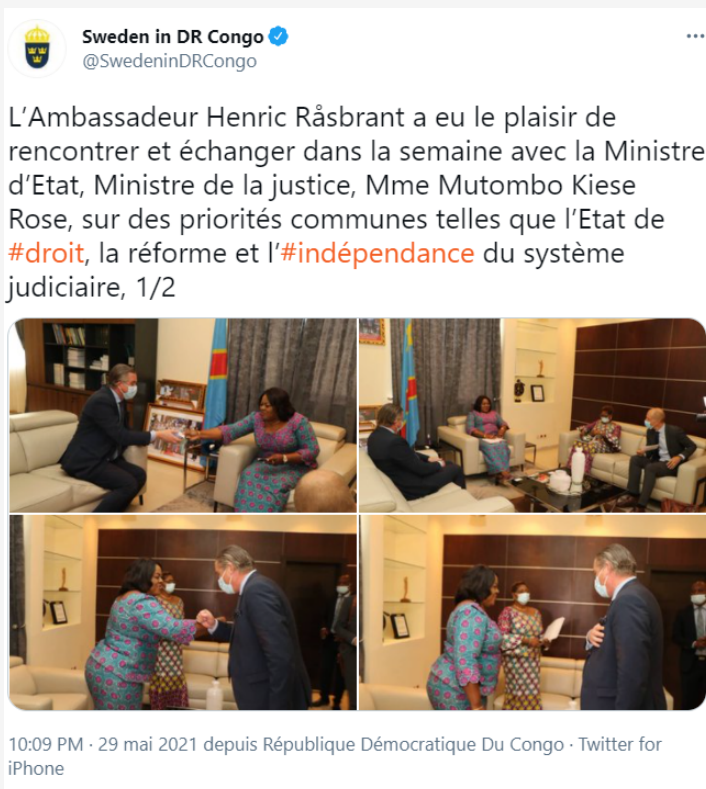 Sweden in DR Congo
@SwedeninDRCongo
L’Ambassadeur Henric Råsbrant a eu le plaisir de
rencontrer et échanger dans la semaine avec la Ministre
d’Etat, Ministre de la justice, Mme Mutombo Kiese
Rose, sur des priorités communes telles que l’Etat de
#droit, la réforme et l’#indépendance du système
judiciaire, 1/2
10:09 PM · 29 mai 2021 depuis République Démocratique Du Congo · Twitter for
iPhone